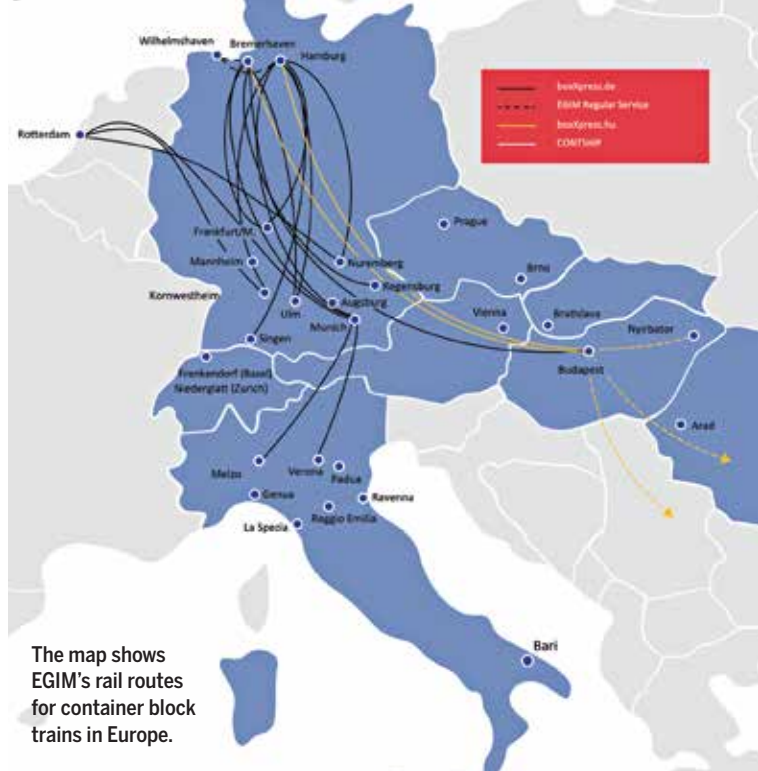 Wilhelmshaven
Bremerhaven
Hamburg
boxXpress.de
EGIM Regular Service
boxXpress.hu
CONTSHIP
Rotterdam
Frankfurt/M.
Prague
Mannheim
Nuremberg
Brno
Kornwestheim
Regensburg
Ulm
Augsburg
Munich
Vienna
Bratislava
Nyirbator
Singen
Budapest
Frenkendorf (Basel)
Niederglatt (Zurich)
Arad
Melzo
Verona
Padua
Genua
Ravenna
Reggio Emilia
La Spezia
Bari
The map shows
EGIM’s rail routes
for container block
trains in Europe.